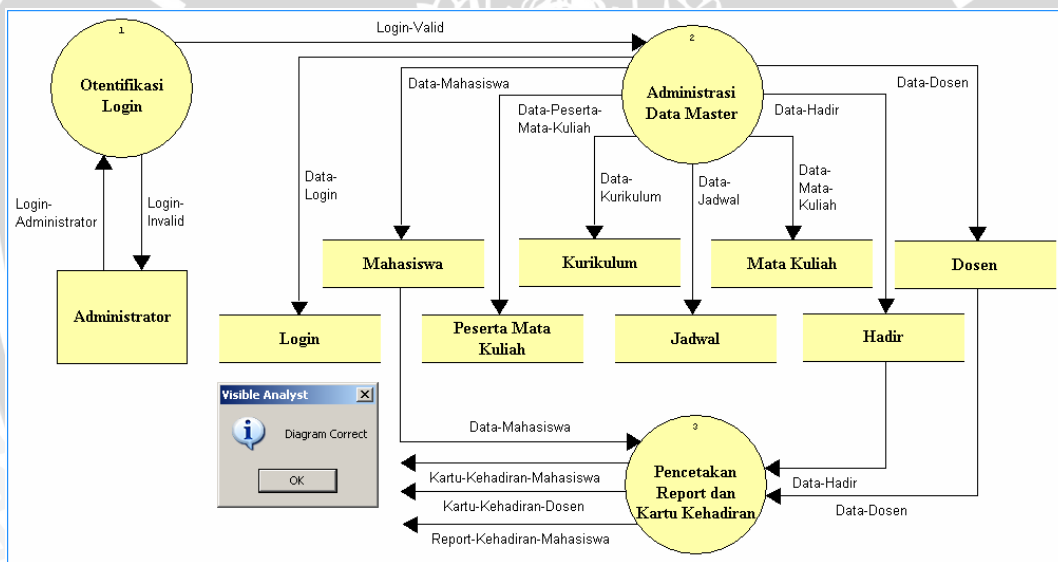 1
Otentifikasi
Login
Login-Valid
2
Administrasi
Data Master
Data-Mahasiswa
Data-Peserta-
Mata-Kuliah
Data-Hadir
Data-Dosen
Data-
Login
Data-
Kurikulum
Data-
Jadwal
Data-
Mata-
Kuliah
Login-
Administrator
Login-
Invalid
Administrator
Mahasiswa
Kurikulum
Mata Kuliah
Dosen
Login
Peserta Mata
Kuliah
Jadwal
Hadir
Visible Analyst
Diagram Correct
OK
Data-Mahasiswa
Kartu-Kehadiran-Mahasiswa
Kartu-Kehadiran-Dosen
Report-Kehadiran-Mahasiswa
3
Pencetakan
Report dan
Kartu Kehadiran
Data-Hadir
Data-Dosen